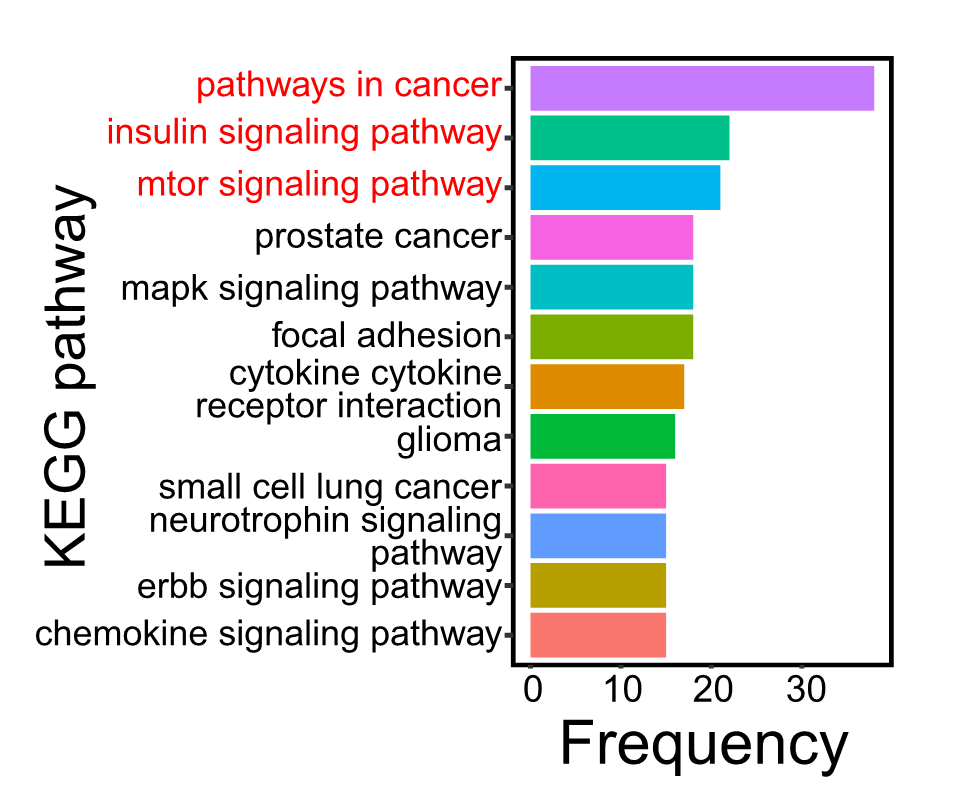 pathways in cancer
insulin signaling pathway
mtor signaling pathway
prostate cancer
mapk signaling pathway
focal adhesion
cytokine cytokine
receptor interaction
glioma
small cell lung cancer
neurotrophin signaling
pathway
erbb signaling pathway
chemokine signaling pathway
KEGG pathway
0 10 20 30
Frequency